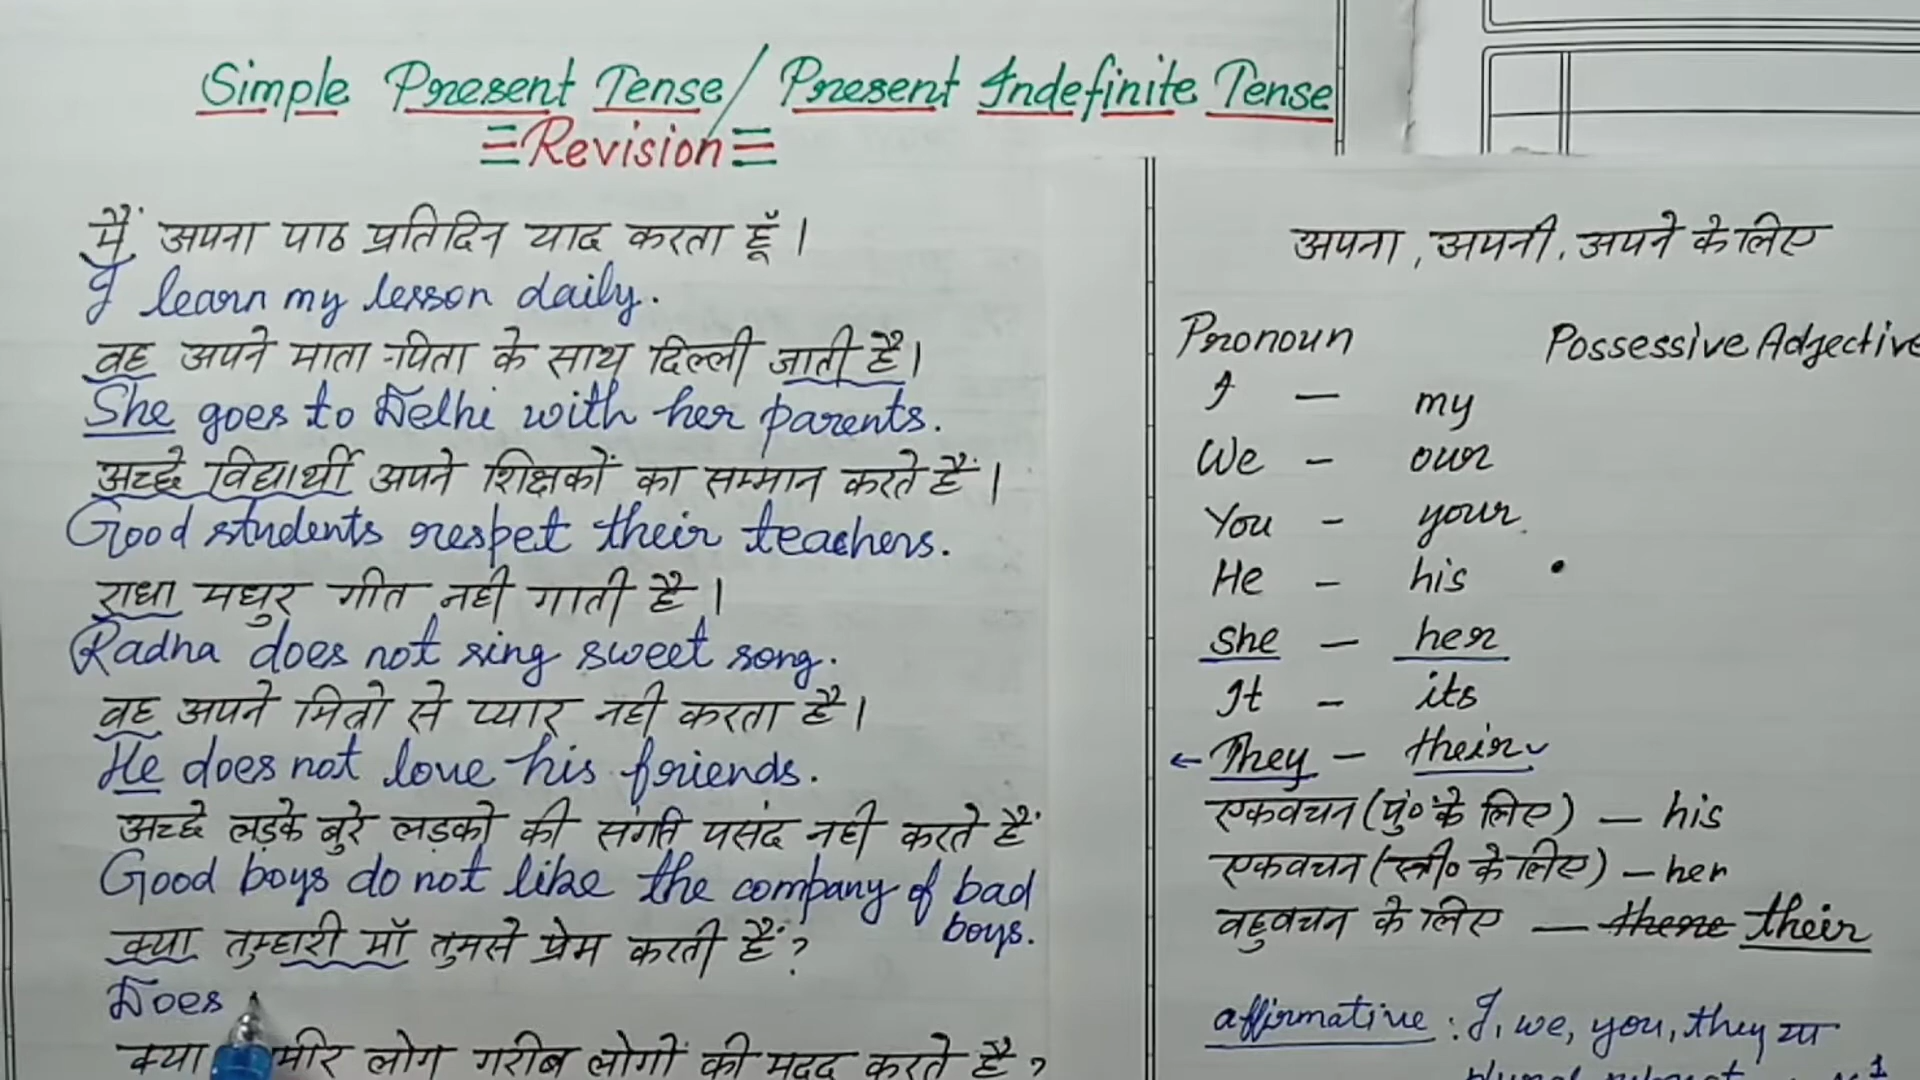 Simple Present Tense / Present Indefinite Tense
Revision
मैं अपना पाठ प्रतिदिन याद करता हूँ।
I learn my lesson daily.
वह अपने माता-पिता के साथ दिल्ली जाती है।
She goes to Delhi with her parents.
अच्छे विद्यार्थी अपने शिक्षकों का सम्मान करते हैं।
Good students respet their teachers.
राधा मधुर गीत नही गाती है।
Radha does not sing sweet song.
वह अपने मित्रो से प्यार नही करता है।
He does not love his friends.
अच्छे लड़के बुरे लड़को की संगति पसंद नही करते हैं
Good boys do not like the company of bad
boys.
क्या तुम्हारी माँ तुमसे प्रेम करती हैं?
Does
क्या लोग गरीब लोगों की मदद करते है?
अपना, अपनी, अपने के लिए
Pronoun Possessive Adjective
I – my
We – our
You – your
He – his
she – her
It – its
They – their
एकवचन (पुं० के लिए) – his
एकवचन (स्त्री० के लिए) – her
बहुवचन के लिए – there their
affirmative : I, we, you, they या